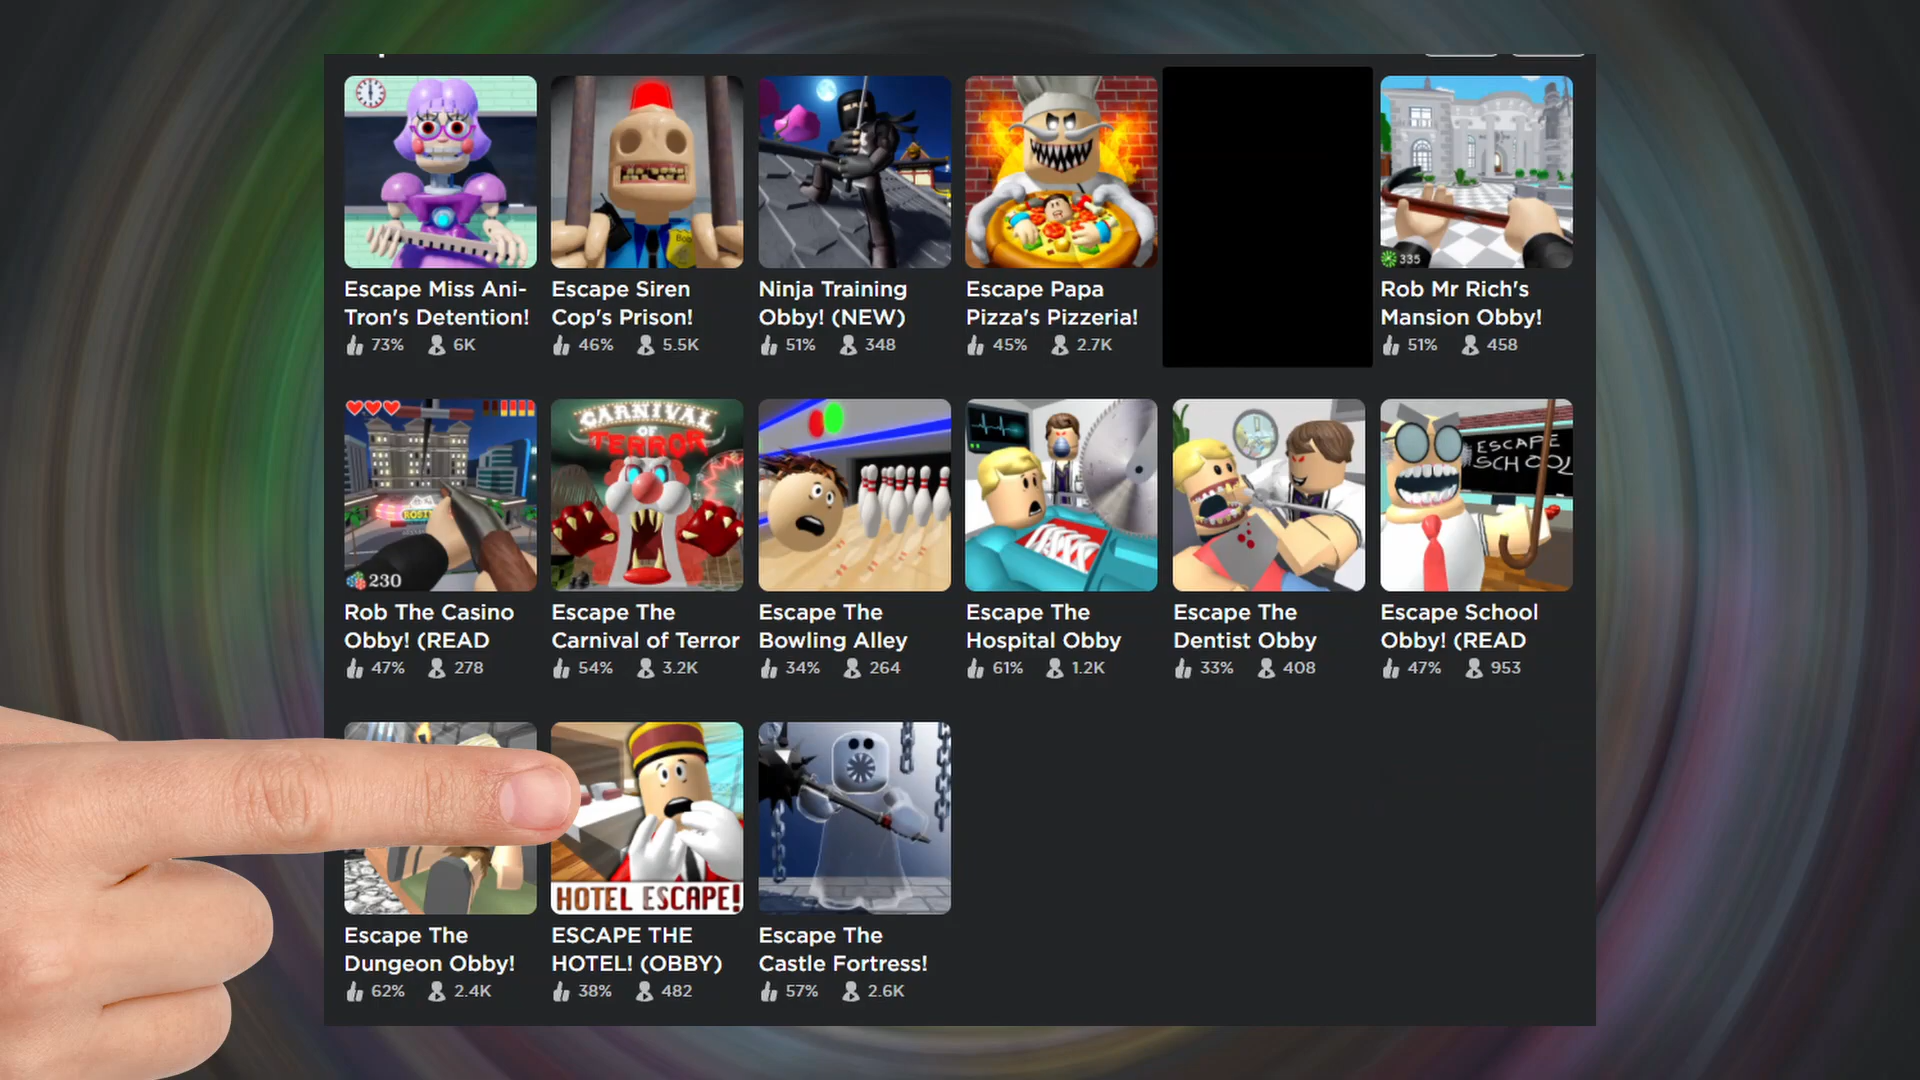 Escape Miss Ani-
Tron's Detention!
73% 6K
Escape Siren
Cop's Prison!
46% 5.5K
Ninja Training
Obby! (NEW)
51% 348
Escape Papa
Pizza's Pizzeria!
45% 2.7K
335
Rob Mr Rich's
Mansion Obby!
51% 458
230
Rob The Casino
Obby! (READ
47% 278
CARNIVAL
OF
TERROR
Escape The
Carnival of Terror
54% 3.2K
Escape The
Bowling Alley
34% 264
Escape The
Hospital Obby
61% 1.2K
Escape The
Dentist Obby
33% 408
ESCAPE
SCHOOL
Escape School
Obby! (READ
47% 953
Escape The
Dungeon Obby!
62% 2.4K
HOTEL ESCAPE!
ESCAPE THE
HOTEL! (OBBY)
38% 482
Escape The
Castle Fortress!
57% 2.6K